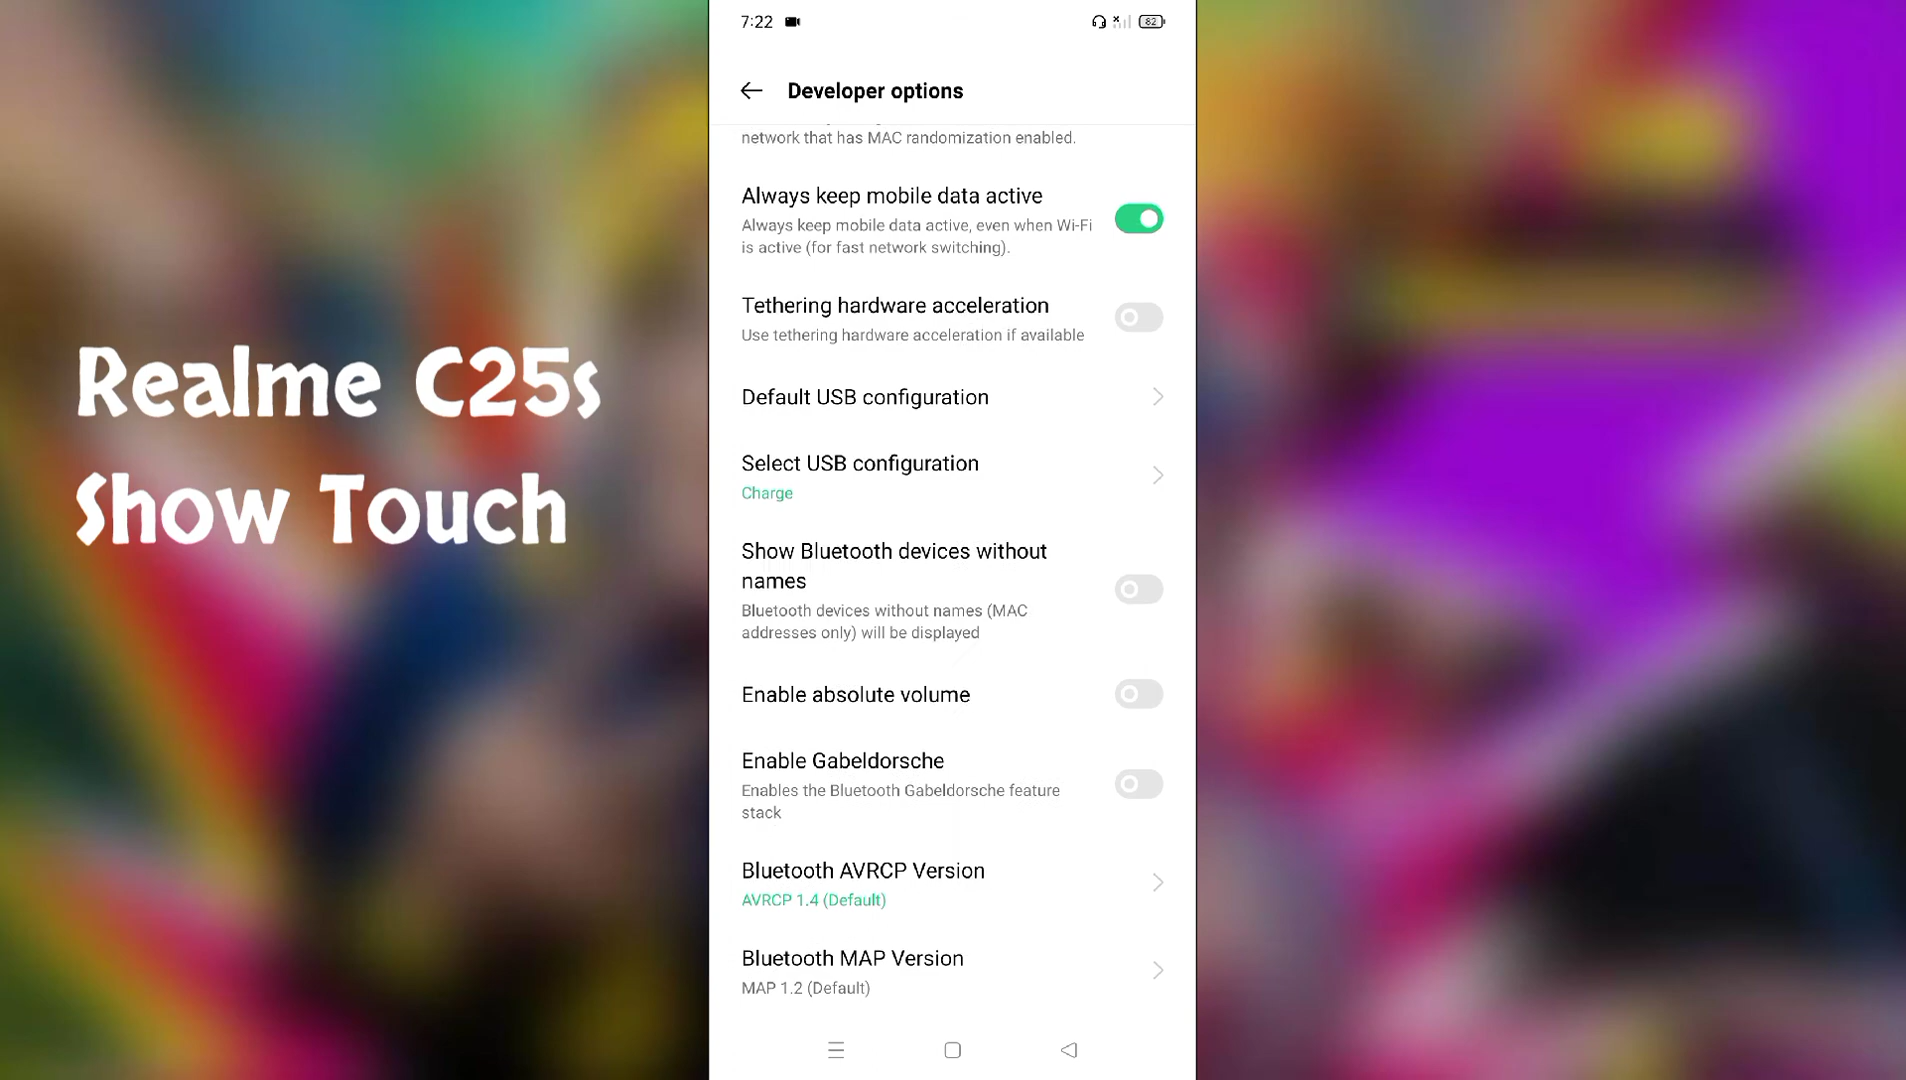 7:22
82
Developer options
network that has MAC randomization enabled.
Always keep mobile data active
Always keep mobile data active, even when Wi-Fi
is active (for fast network switching).
Tethering hardware acceleration
Use tethering hardware acceleration if available
Default USB configuration
Select USB configuration
Charge
Show Bluetooth devices without
names
Bluetooth devices without names (MAC
addresses only) will be displayed
Enable absolute volume
Enable Gabeldorsche
Enables the Bluetooth Gabeldorsche feature
stack
Bluetooth AVRCP Version
AVRCP 1.4 (Default)
Bluetooth MAP Version
MAP 1.2 (Default)
Realme C25s
Show Touch